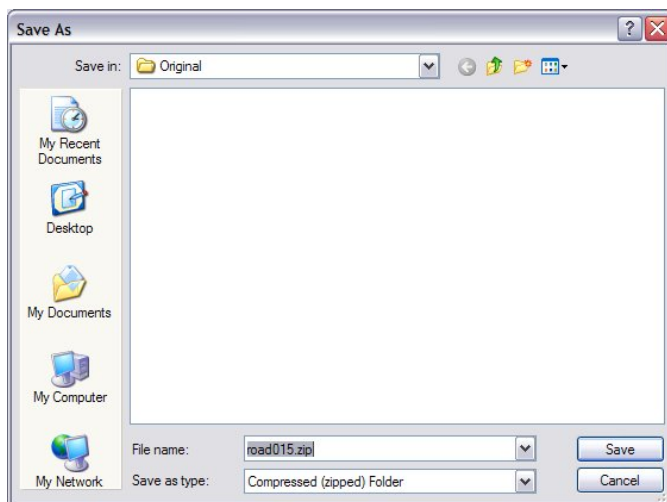 Save As
Save in:
Original
My Recent
Documents
Desktop
My Documents
My Computer
My Network
File name:
road015.zip
Save
Save as type:
Compressed (zipped) Folder
Cancel